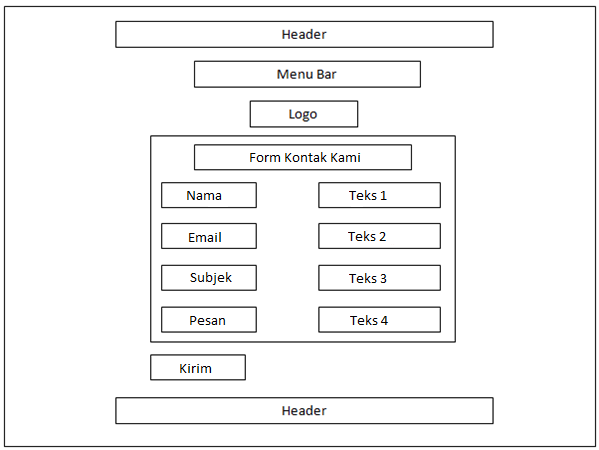 Header
Menu Bar
Logo
Form Kontak Kami
Nama Teks 1
Email Teks 2
Subjek Teks 3
Pesan Teks 4
Kirim
Header